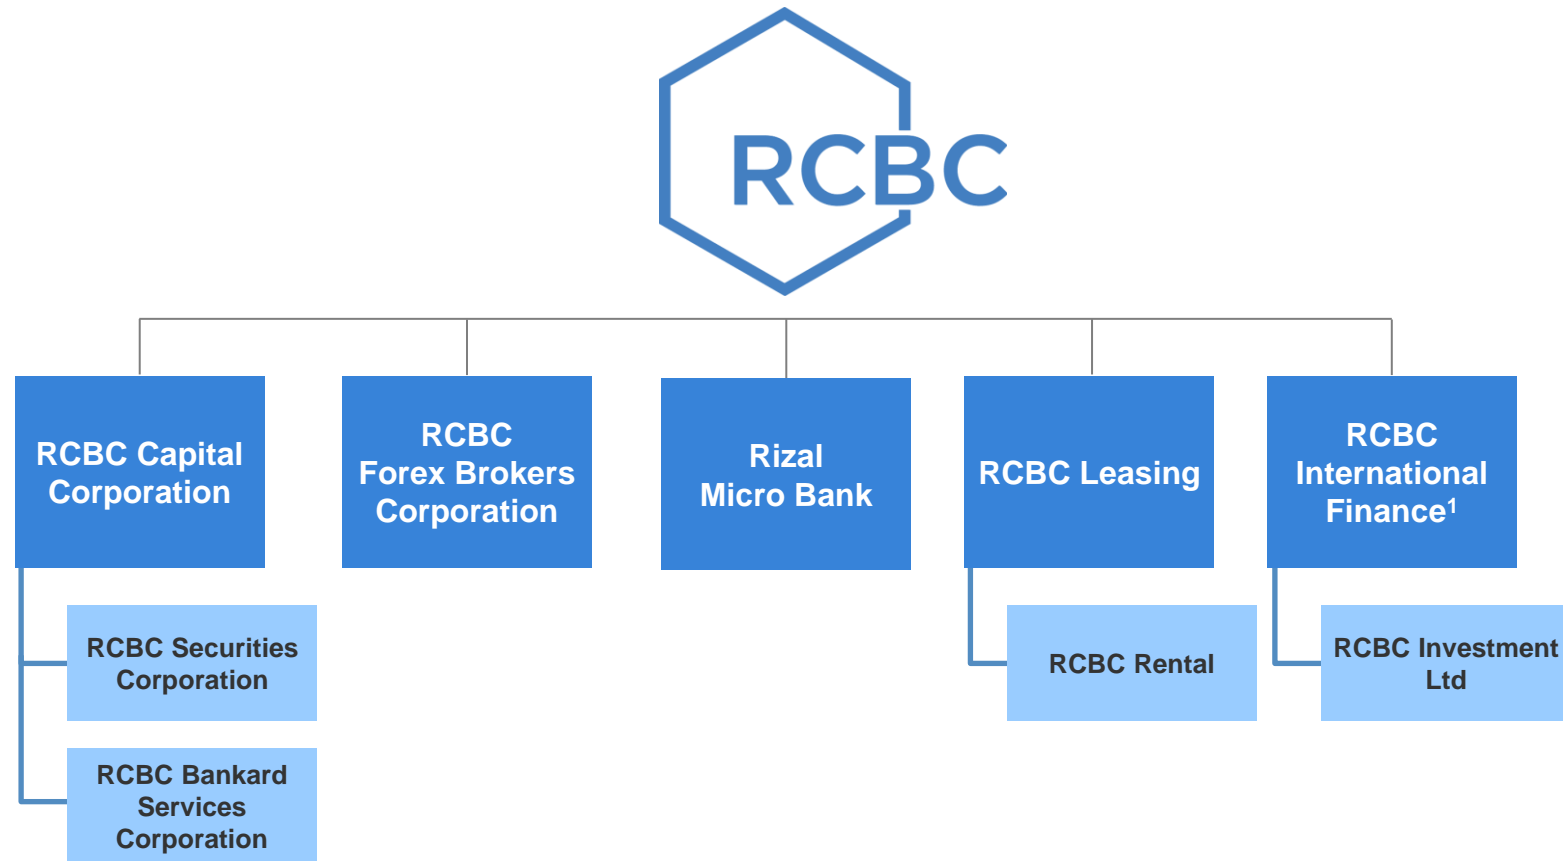 RCBC
RCBC Capital
Corporation
RCBC
Forex Brokers
Corporation
Rizal
Micro Bank
RCBC Leasing
RCBC
International
Finance¹
RCBC Securities
Corporation
RCBC Rental
RCBC Investment
Ltd
RCBC Bankard
Services
Corporation